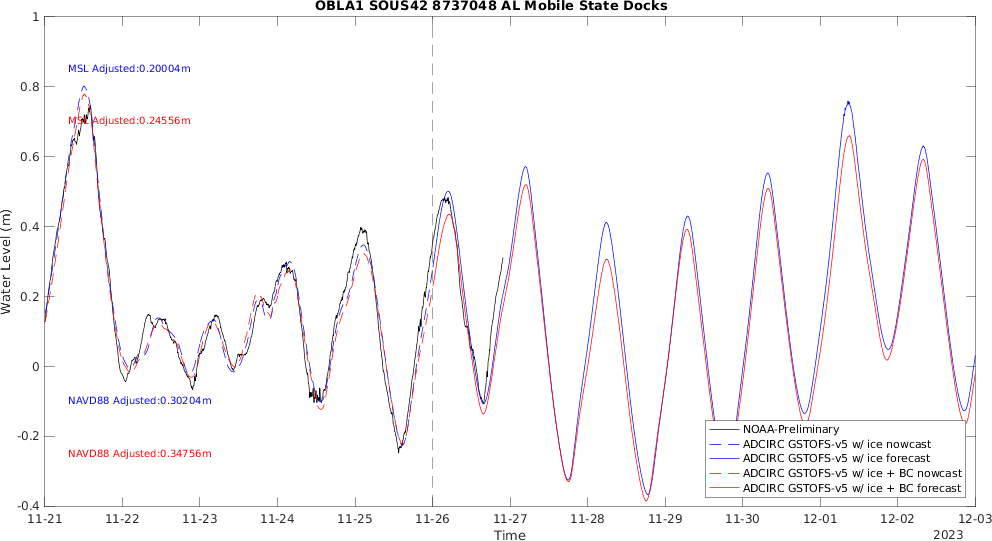 OBLA1 SOUS42 8737048 AL Mobile State Docks
1
0.8
0.6
0.4
0.2
0
-0.2
-0.4
Water Level (m)
MSL Adjusted:0.20004m
MSL Adjusted:0.24556m
NAVD88 Adjusted:0.30204m
NAVD88 Adjusted:0.34756m
NOAA-Preliminary
ADCIRC GSTOFS-v5 w/ ice nowcast
ADCIRC GSTOFS-v5 w/ ice forecast
ADCIRC GSTOFS-v5 w/ ice + BC nowcast
ADCIRC GSTOFS-v5 w/ ice + BC forecast
11-21 11-22 11-23 11-24 11-25 11-26 11-27 11-28 11-29 11-30 12-01 12-02 12-03
Time
2023